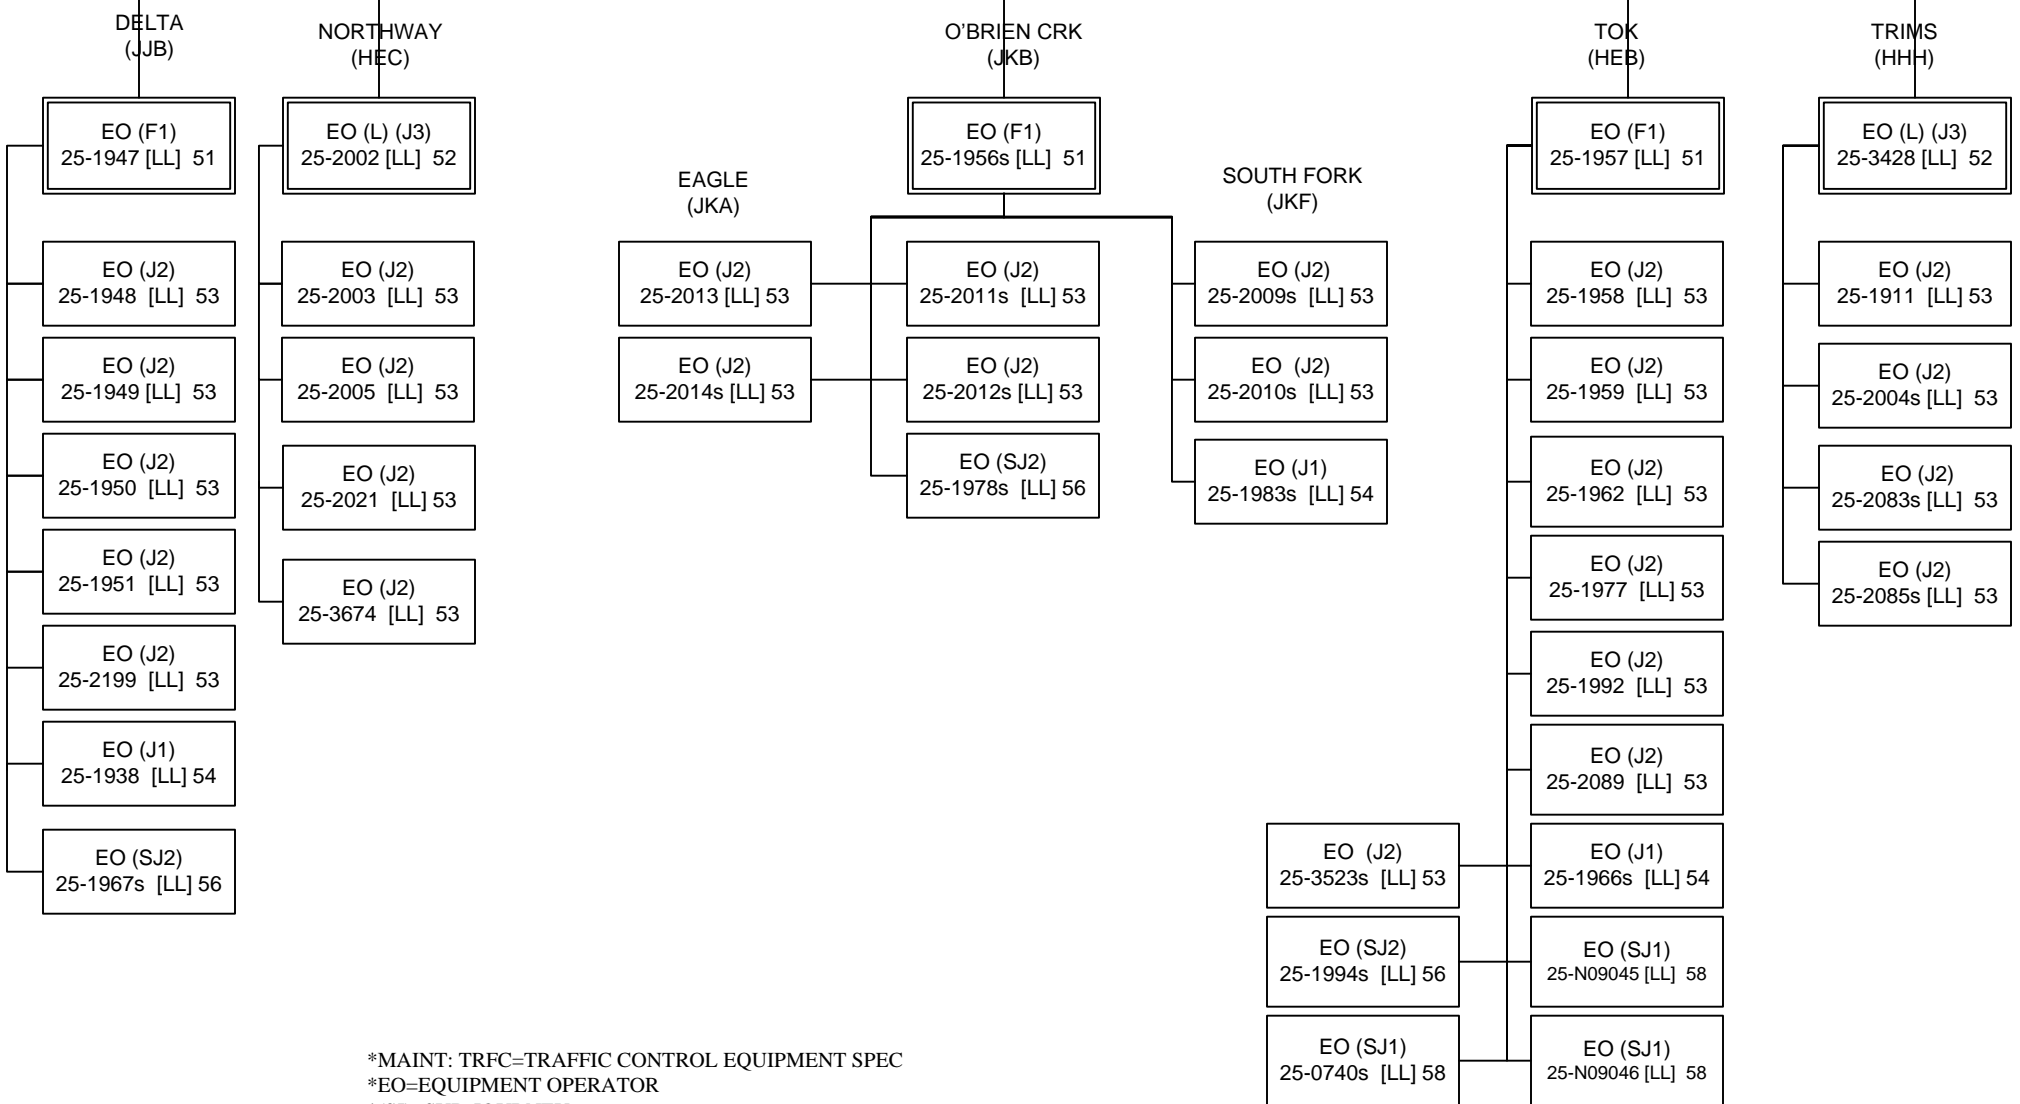 DELTA
(JJB)
EO (F1)
25-1947 [LL] 51
EO (J2)
25-1948 [LL] 53
EO (J2)
25-1949 [LL] 53
EO (J2)
25-1950 [LL] 53
EO (J2)
25-1951 [LL] 53
EO (J2)
25-2199 [LL] 53
EO (J1)
25-1938 [LL] 54
EO (SJ2)
25-1967s [LL] 56
NORTHWAY
(HEC)
EO (L) (J3)
25-2002 [LL] 52
EO (J2)
25-2003 [LL] 53
EO (J2)
25-2005 [LL] 53
EO (J2)
25-2021 [LL] 53
EO (J2)
25-3674 [LL] 53
O'BRIEN CRK
(JKB)
EO (F1)
25-1956s [LL] 51
EAGLE
(JKA)
EO (J2)
25-2013 [LL] 53
EO (J2)
25-2014s [LL] 53
EO (J2)
25-2011s [LL] 53
EO (J2)
25-2012s [LL] 53
EO (SJ2)
25-1978s [LL] 56
SOUTH FORK
(JKF)
EO (J2)
25-2009s [LL] 53
EO (J2)
25-2010s [LL] 53
EO (J1)
25-1983s [LL] 54
TOK
(HEB)
EO (F1)
25-1957 [LL] 51
EO (J2)
25-1958 [LL] 53
EO (J2)
25-1959 [LL] 53
EO (J2)
25-1962 [LL] 53
EO (J2)
25-1977 [LL] 53
EO (J2)
25-1992 [LL] 53
EO (J2)
25-2089 [LL] 53
EO (J2)
25-3523s [LL] 53
EO (J1)
25-1966s [LL] 54
EO (SJ2)
25-1994s [LL] 56
EO (SJ1)
25-N09045 [LL] 58
EO (SJ1)
25-0740s [LL] 58
EO (SJ1)
25-N09046 [LL] 58
TRIMS
(HHH)
EO (L) (J3)
25-3428 [LL] 52
EO (J2)
25-1911 [LL] 53
EO (J2)
25-2004s [LL] 53
EO (J2)
25-2083s [LL] 53
EO (J2)
25-2085s [LL] 53
*MAINT: TRFC=TRAFFIC CONTROL EQUIPMENT SPEC
*EO=EQUIPMENT OPERATOR